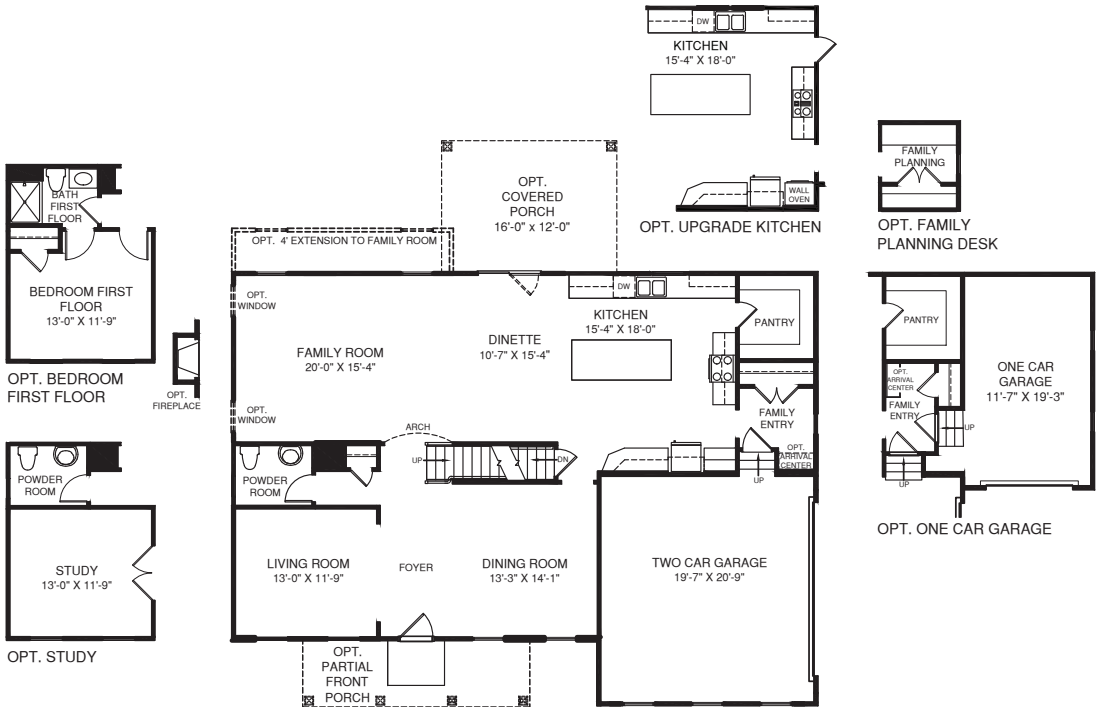 DW
KITCHEN
15'-4" X 18'-0"
WALL
OVEN
OPT. UPGRADE KITCHEN
FAMILY
PLANNING
OPT. FAMILY
PLANNING DESK
BATH
FIRST
FLOOR
BEDROOM FIRST
FLOOR
13'-0" X 11'-9"
OPT. BEDROOM
FIRST FLOOR
OPT.
FIREPLACE
POWDER
ROOM
STUDY
13'-0" X 11'-9"
OPT. STUDY
OPT.
COVERED
PORCH
16'-0" x 12'-0"
OPT. 4' EXTENSION TO FAMILY ROOM
OPT.
WINDOW
FAMILY ROOM
20'-0" X 15'-4"
OPT.
WINDOW
DINETTE
10'-7" X 15'-4"
DW
KITCHEN
15'-4" X 18'-0"
PANTRY
FAMILY
ENTRY
OPT.
ARRIVAL
CENTER
UP
ARCH
UP
DN
POWDER
ROOM
LIVING ROOM
13'-0" X 11'-9"
FOYER
DINING ROOM
13'-3" X 14'-1"
TWO CAR GARAGE
19'-7" X 20'-9"
OPT.
PARTIAL
FRONT
PORCH
PANTRY
OPT.
ARRIVAL
CENTER
FAMILY
ENTRY
UP
UP
ONE CAR
GARAGE
11'-7" X 19'-3"
OPT. ONE CAR GARAGE